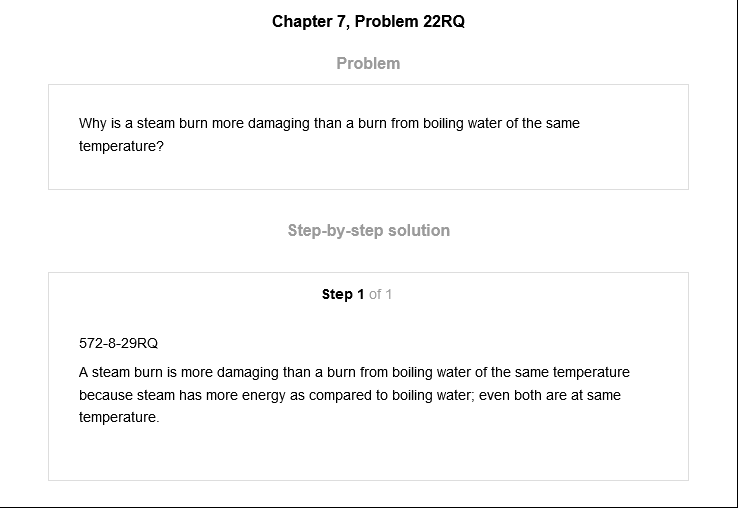 Chapter 7, Problem 22RQ
Problem
Why is a steam burn more damaging than a burn from boiling water of the same
temperature?
Step-by-step solution
Step 1 of 1
572-8-29RQ
A steam burn is more damaging than a burn from boiling water of the same temperature
because steam has more energy as compared to boiling water; even both are at same
temperature.